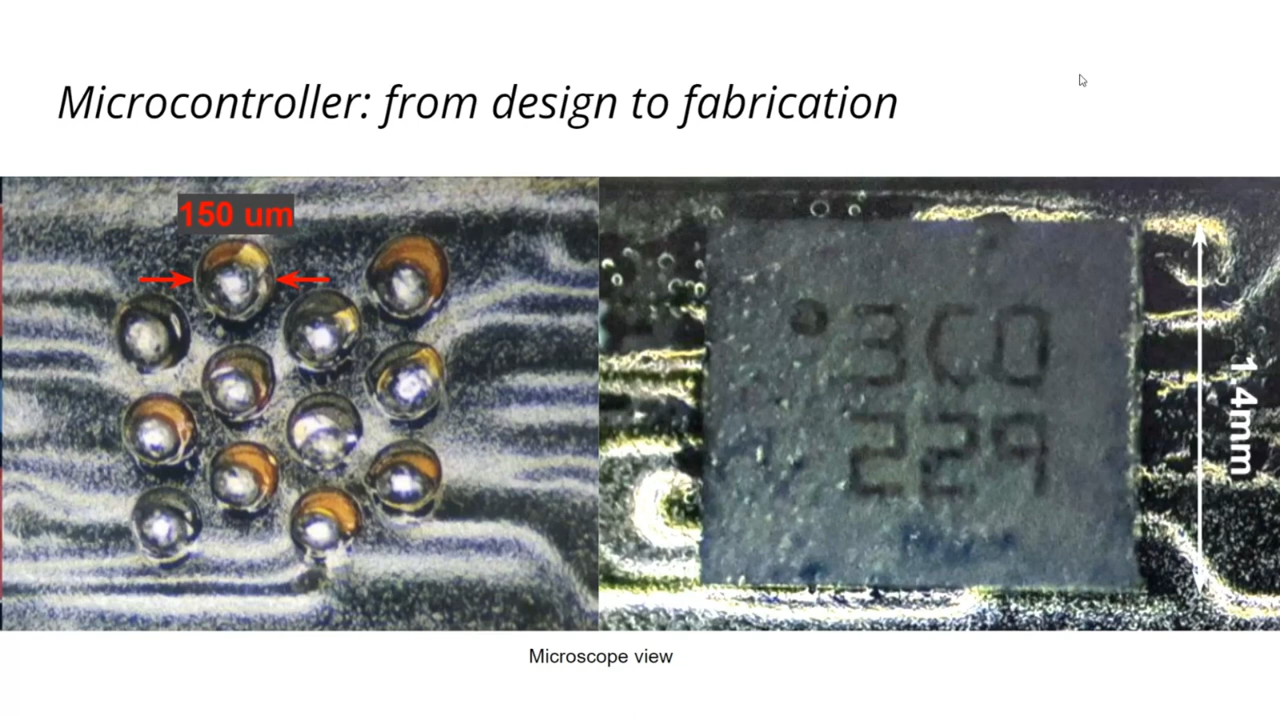 Microcontroller: from design to fabrication
150 um
3C0
229
1.4mm
Microscope view